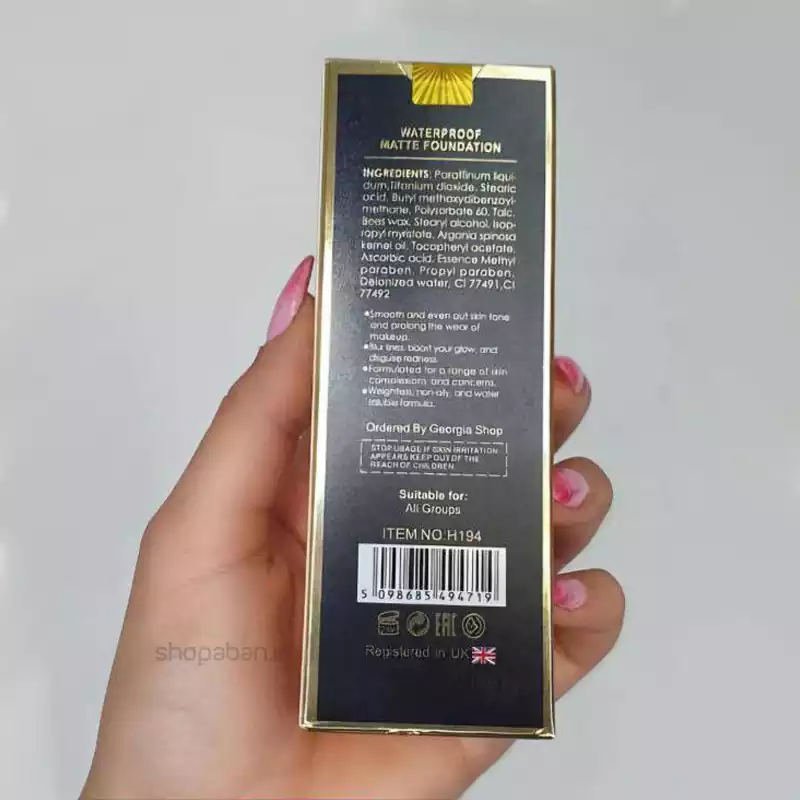 WATERPROOF
MATTE FOUNDATION
INGREDIENTS: Paraffinum liqui-
dum,Titanium dioxide, Stearic
acid, Butyl methoxydibenzoyl-
methane, Polysorbate 60, Talc,
Bees wax, Stearyl alcohol, Isop-
ropyl myristate, Argania spinosa
kernel oil, Tocopheryl acetate,
Ascorbic acid, Essence Methyl
paraben, Propyl paraben,
Deionized water, CI 77491,CI
77492
•Smooth and even out skin tone
and prolong the wear of
makeup.
•Blur lines, boost your glow, and
disguise redness.
•Formulated for a range of skin
complexions and concerns.
•Weightless, non-oily, and water
soluble formula.
Ordered By Georgia Shop
STOP USAGE IF SKIN IRRITATION
APPEARS KEEP OUT OF THE
REACH OF CHILDREN
Suitable for:
All Groups
ITEM NO:H194
5 098685 494719
EAC
Registered in UK
shopaban